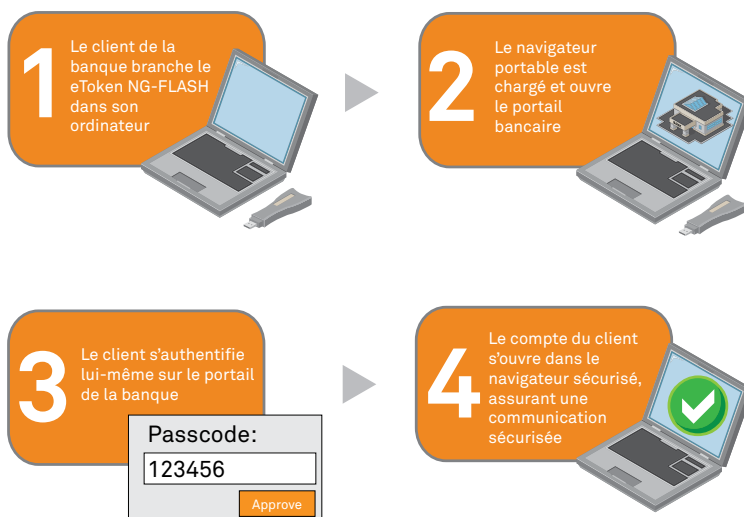 1
Le client de la
banque branche le
eToken NG-FLASH
dans son
ordinateur
2
Le navigateur
portable est
chargé et ouvre
le portail
bancaire
3
Le client s’authentifie
lui-même sur le portail
de la banque
Passcode:
123456
Approve
4
Le compte du client
s’ouvre dans le
navigateur sécurisé,
assurant une
communication
sécurisée